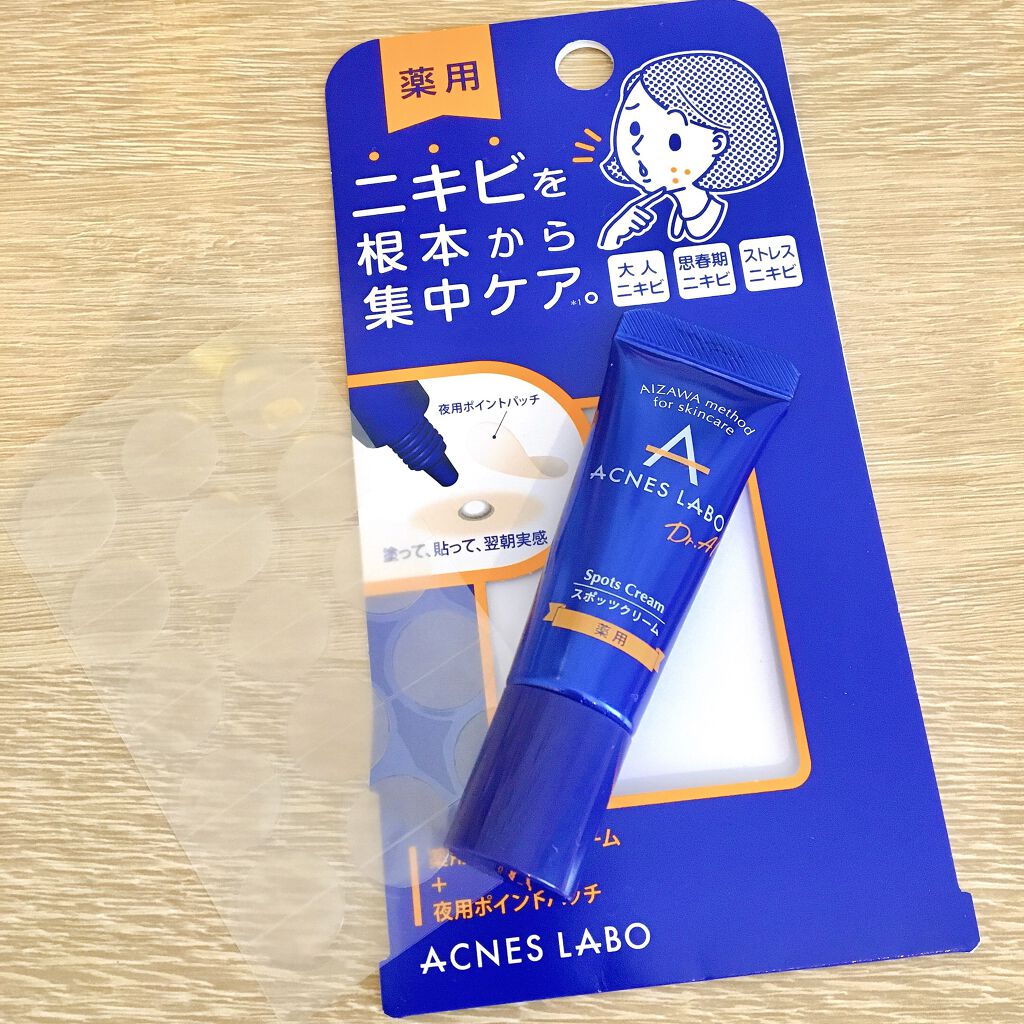 薬用
ニキビを
根本から
集中ケア。
*1
大人
ニキビ
思春期
ニキビ
ストレス
ニキビ
夜用ポイントパッチ
塗って、貼って、翌朝実感
AIZAWA method
for skincare
A
ACNES LABO
Dr.A
Spots Cream
スポッツクリーム
薬用
ーム
+
夜用ポイントパッチ
ACNES LABO